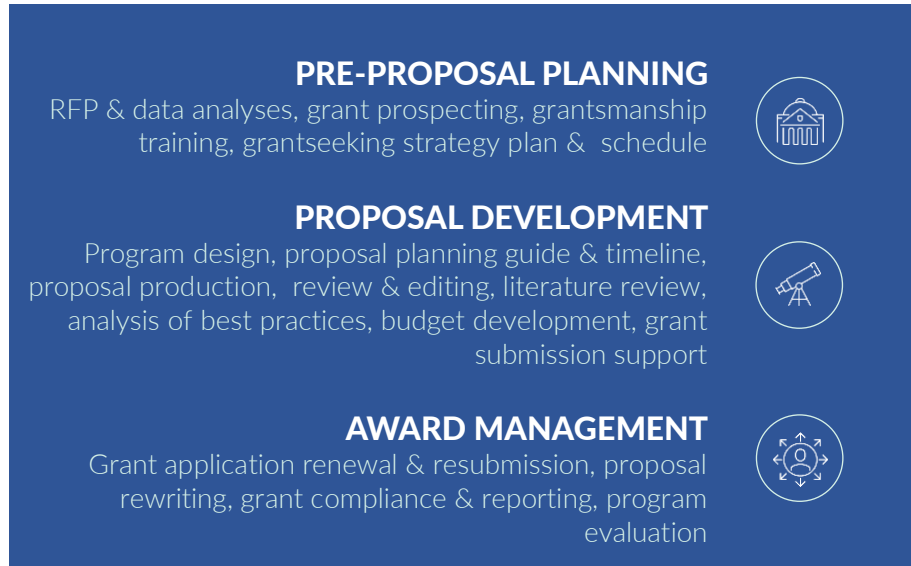 PRE-PROPOSAL PLANNING
RFP & data analyses, grant prospecting, grantsmanship
training, grantseeking strategy plan &  schedule
PROPOSAL DEVELOPMENT
Program design, proposal planning guide & timeline,
proposal production,  review & editing, literature review,
analysis of best practices, budget development, grant
submission support
AWARD MANAGEMENT
Grant application renewal & resubmission, proposal
rewriting, grant compliance & reporting, program
evaluation